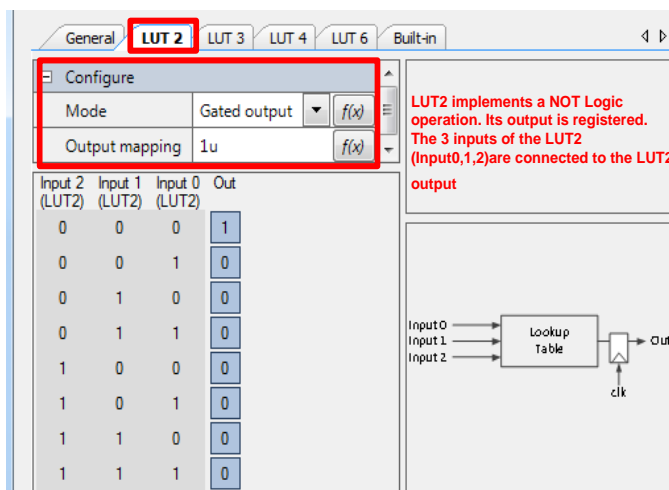 General LUT 2 LUT 3 LUT 4 LUT 6 Built-in
Configure
Mode Gated output f(x)
Output mapping 1u f(x)
LUT2 implements a NOT Logic
operation. Its output is registered.
The 3 inputs of the LUT2
(Input0,1,2)are connected to the LUT2
output
Input 2 Input 1 Input 0 Out
(LUT2) (LUT2) (LUT2)
0 0 0 1
0 0 1 0
0 1 0 0
0 1 1 0
1 0 0 0
1 0 1 0
1 1 0 0
1 1 1 0
Input 0
Input 1
Input 2
Lookup
Table
Out
clk